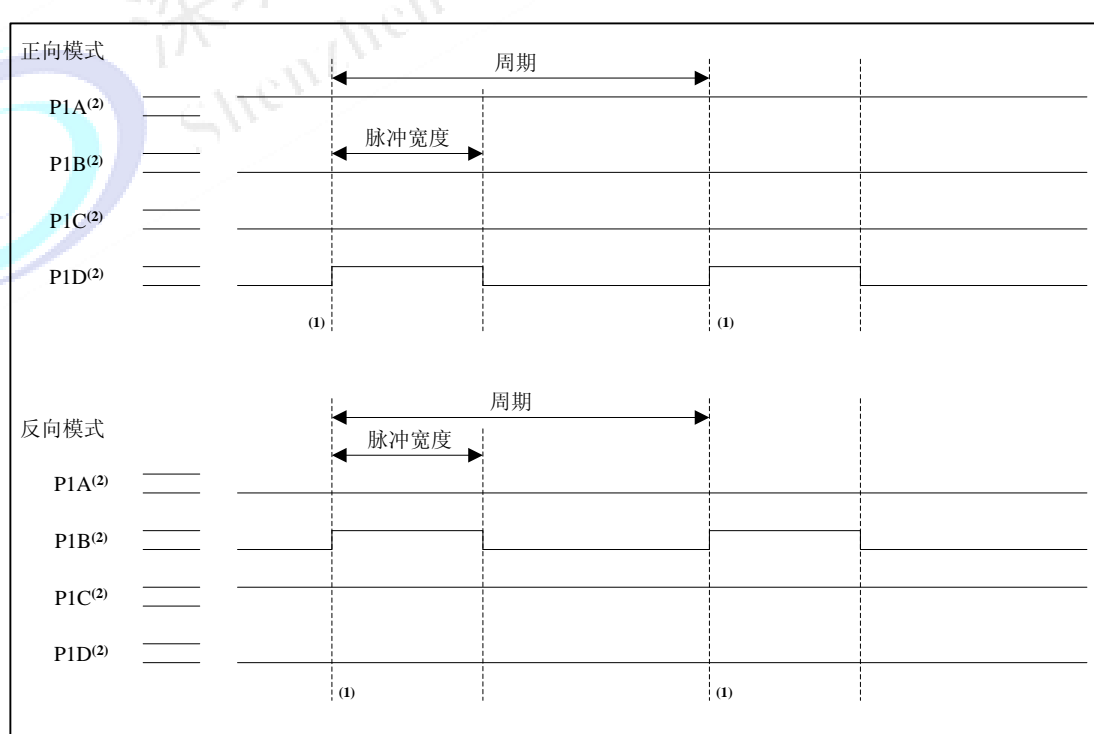 正向模式
周期
P1A(2)
脉冲宽度
P1B(2)
P1C(2)
P1D(2)
(1)
(1)
周期
反向模式
脉冲宽度
P1A(2)
P1B(2)
P1C(2)
P1D(2)
(1)
(1)